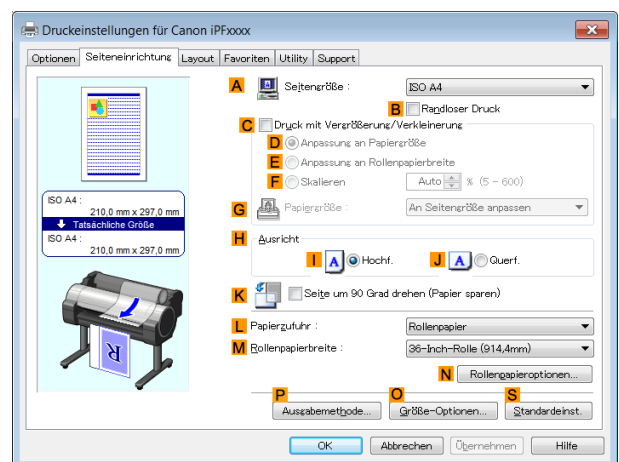 Druckeinstellungen für Canon iPFxxxx
Optionen Seiteneinrichtung Layout Favoriten Utility Support
A Seitengröße : ISO A4
B Randloser Druck
C Druck mit Vergrößerung/Verkleinerung
D Anpassung an Papiergröße
E Anpassung an Rollenpapierbreite
F Skalieren Auto % (5 - 600)
G Papiergröße : An Seitengröße anpassen
ISO A4 :
210,0 mm x 297,0 mm
Tatsächliche Größe
ISO A4 :
210,0 mm x 297,0 mm
H Ausricht
I A Hochf. J A Querf.
K Seite um 90 Grad drehen (Papier sparen)
L Papierzufuhr : Rollenpapier
M Rollenpapierbreite : 36-Inch-Rolle (914,4mm)
R
N Rollenpapieroptionen...
P O S
Ausgabemethode... Größe-Optionen... Standardeinst.
OK Abbrechen Übernehmen Hilfe